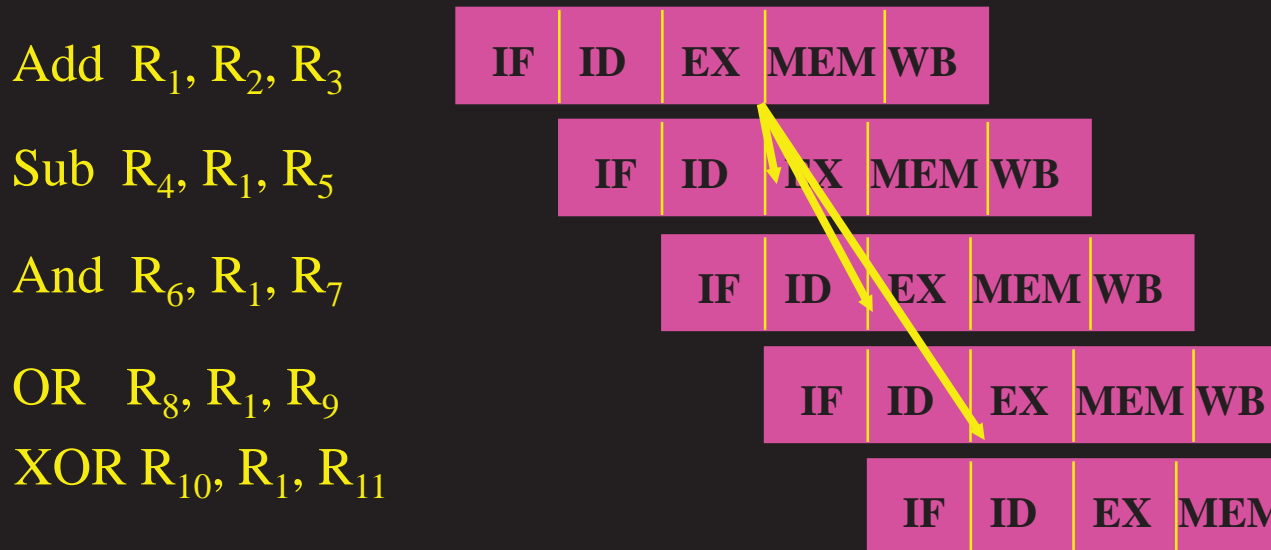 Add R₁, R₂, R₃ IF ID EX MEM WB
Sub R₄, R₁, R₅ IF ID EX MEM WB
And R₆, R₁, R₇ IF ID EX MEM WB
OR R₈, R₁, R₉ IF ID EX MEM WB
XOR R₁₀, R₁, R₁₁ IF ID EX MEM